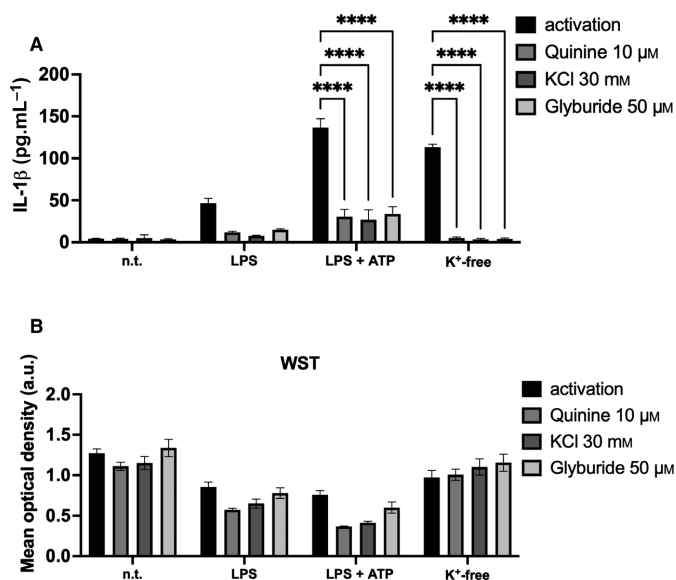 A
IL-1β (pg.mL⁻¹)
200
150
100
50
0
****
****
****
****
****
****
n.t.
LPS
LPS + ATP
K⁺-free
activation
Quinine 10 µM
KCl 30 mM
Glyburide 50 µM
B
WST
Mean optical density (a.u.)
2.0
1.5
1.0
0.5
0.0
n.t.
LPS
LPS + ATP
K⁺-free
activation
Quinine 10 µM
KCl 30 mM
Glyburide 50 µM